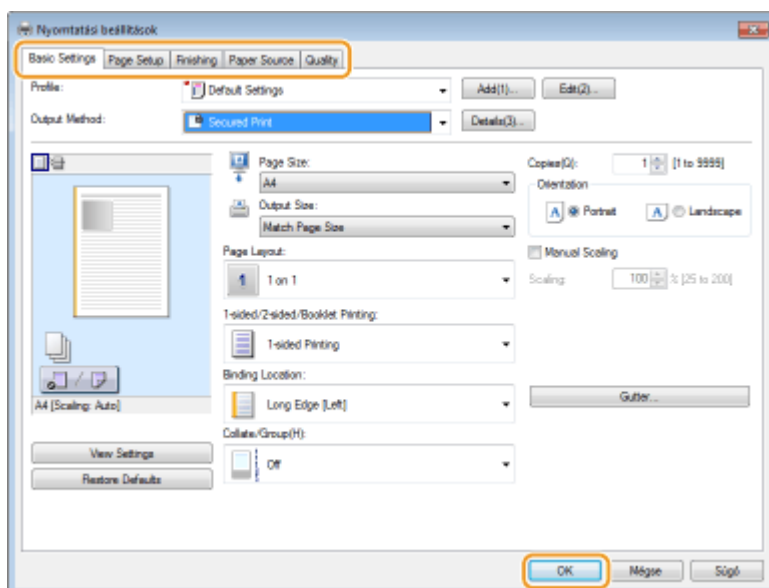 Nyomtatási beállítások
Basic Settings Page Setup Finishing Paper Source Quality
Profile: Default Settings Add(1)... Edit(2)...
Output Method: Secured Print Details(3)...
Page Size:
A4
Output Size:
Match Page Size
Copies(Q): 1 [1 to 9999]
Orientation
A Portrait A Landscape
Page Layout:
1 1 on 1
Manual Scaling
Scaling: 100 % [25 to 200]
1-sided/2-sided/Booklet Printing:
1-sided Printing
Binding Location:
Long Edge [Left]
Gutter...
A4 [Scaling: Auto]
Collate/Group(H):
Off
View Settings
Restore Defaults
OK Mégse Súgó